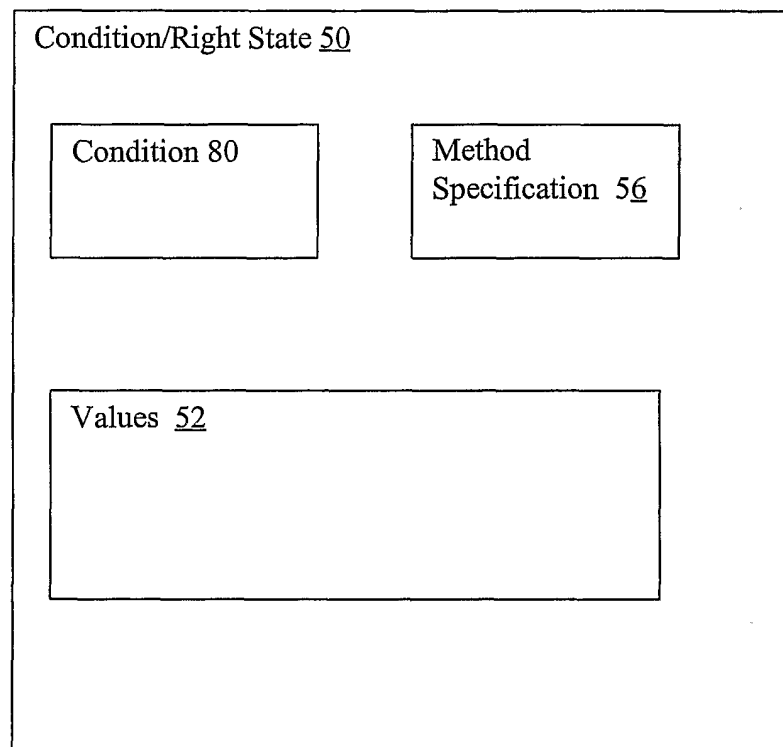 Condition/Right State 50
Condition 80
Method
Specification 56
Values 52